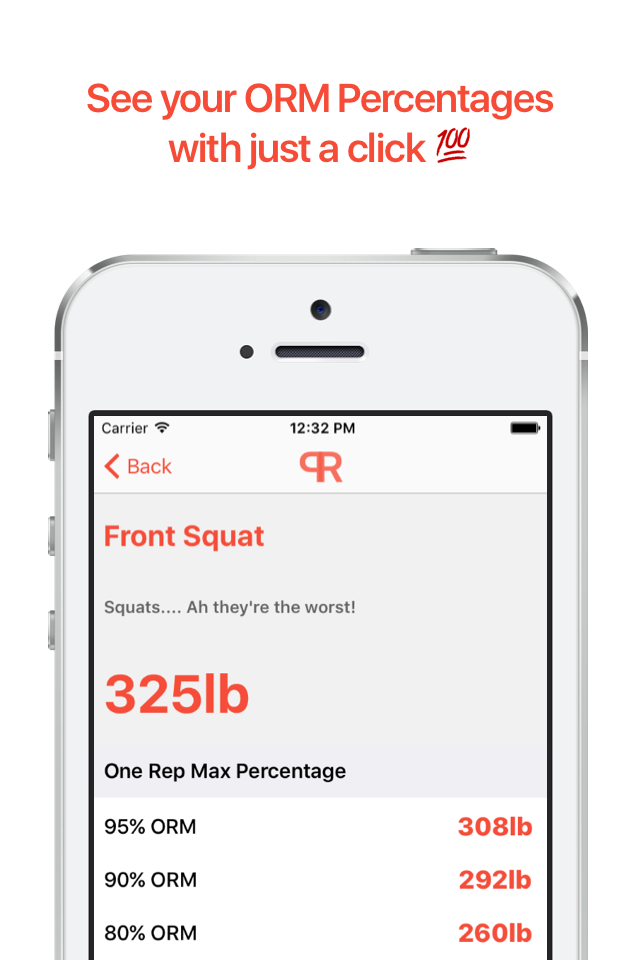 See your ORM Percentages
with just a click 💯
Carrier 12:32 PM
Back PR
Front Squat
Squats.... Ah they're the worst!
325lb
One Rep Max Percentage
95% ORM 308lb
90% ORM 292lb
80% ORM 260lb